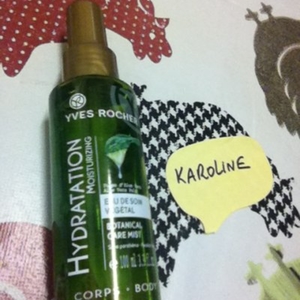 YVES ROCHER
HYDRATATION
MOISTURIZING
EAU DE SOIN
VÉGÉTAL
BOTANICAL
CARE MIST
CORPS • BODY
KAROLINE